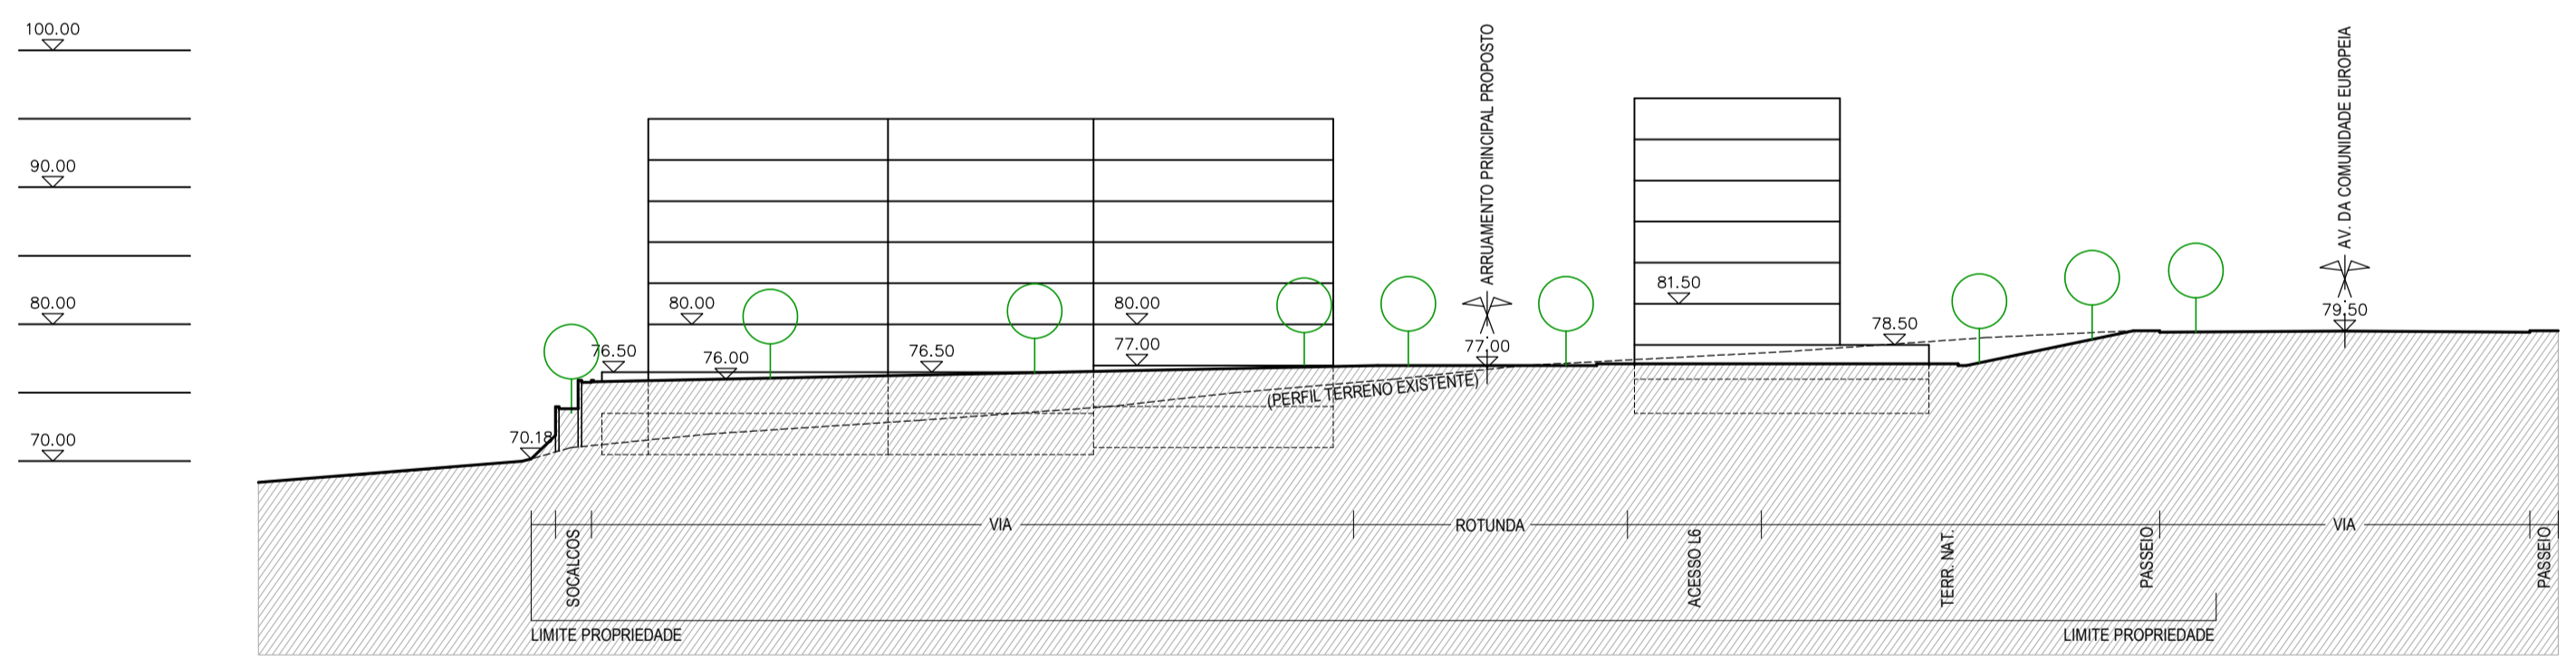 100.00
90.00
80.00
70.00
ARRUAMENTO PRINCIPAL PROPOSTO
AV. DA COMUNIDADE EUROPEIA
80.00
80.00
81.50
79.50
76.50
76.00
76.50
77.00
77.00
78.50
(PERFIL TERRENO EXISTENTE)
70.18
SOCALCOS
VIA
ROTUNDA
ACESSO L6
TERR. NAT.
PASSEIO
VIA
PASSEIO
LIMITE PROPRIEDADE
LIMITE PROPRIEDADE